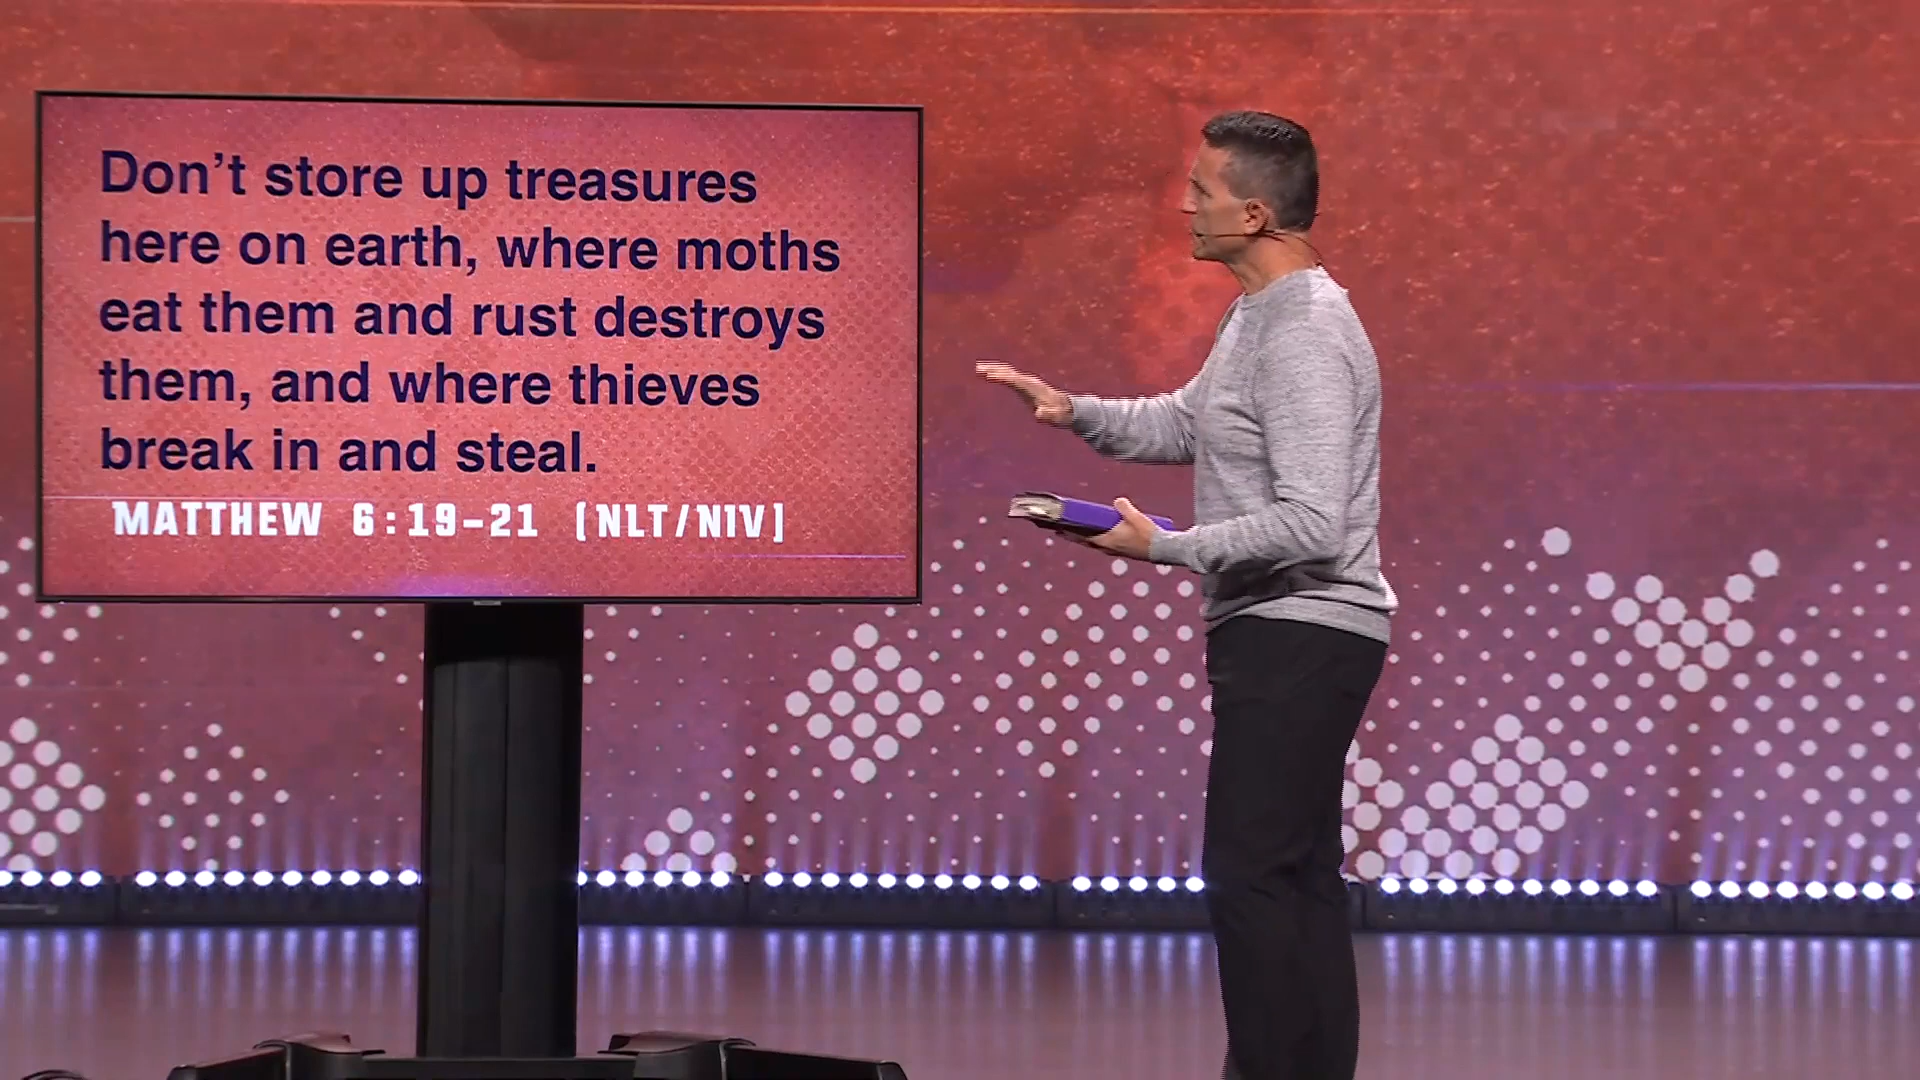 Don’t store up treasures
here on earth, where moths
eat them and rust destroys
them, and where thieves
break in and steal.
MATTHEW 6:19-21 [NLT/NIV]